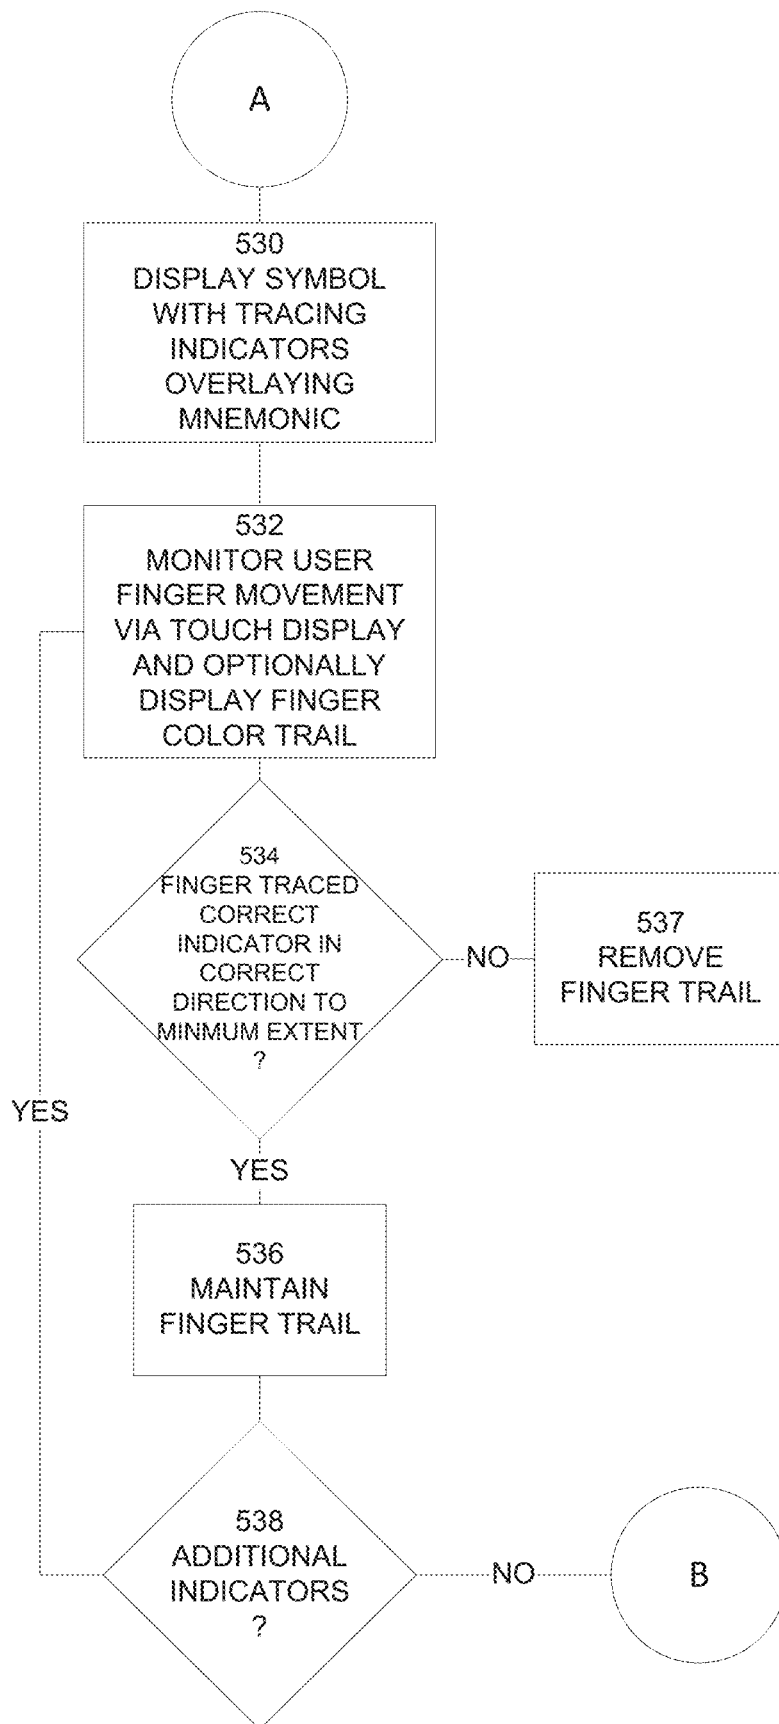 A
530
DISPLAY SYMBOL
WITH TRACING
INDICATORS
OVERLAYING
MNEMONIC
532
MONITOR USER
FINGER MOVEMENT
VIA TOUCH DISPLAY
AND OPTIONALLY
DISPLAY FINGER
COLOR TRAIL
534
FINGER TRACED
CORRECT
INDICATOR IN
CORRECT
DIRECTION TO
MINMUM EXTENT
?
NO
537
REMOVE
FINGER TRAIL
YES
YES
536
MAINTAIN
FINGER TRAIL
538
ADDITIONAL
INDICATORS
?
NO
B